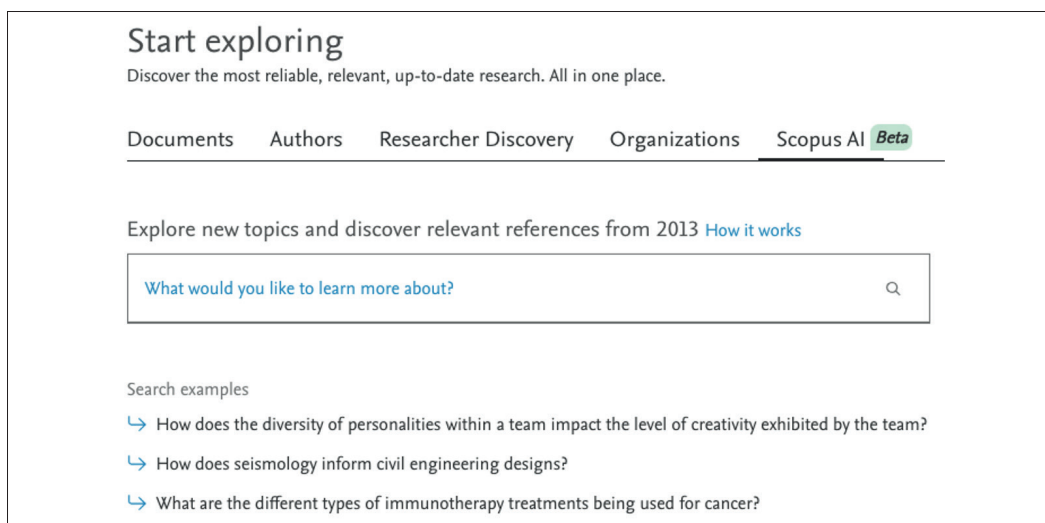 Start exploring
Discover the most reliable, relevant, up-to-date research. All in one place.
Documents Authors Researcher Discovery Organizations Scopus AI Beta
Explore new topics and discover relevant references from 2013 How it works
What would you like to learn more about?
Search examples
How does the diversity of personalities within a team impact the level of creativity exhibited by the team?
How does seismology inform civil engineering designs?
What are the different types of immunotherapy treatments being used for cancer?